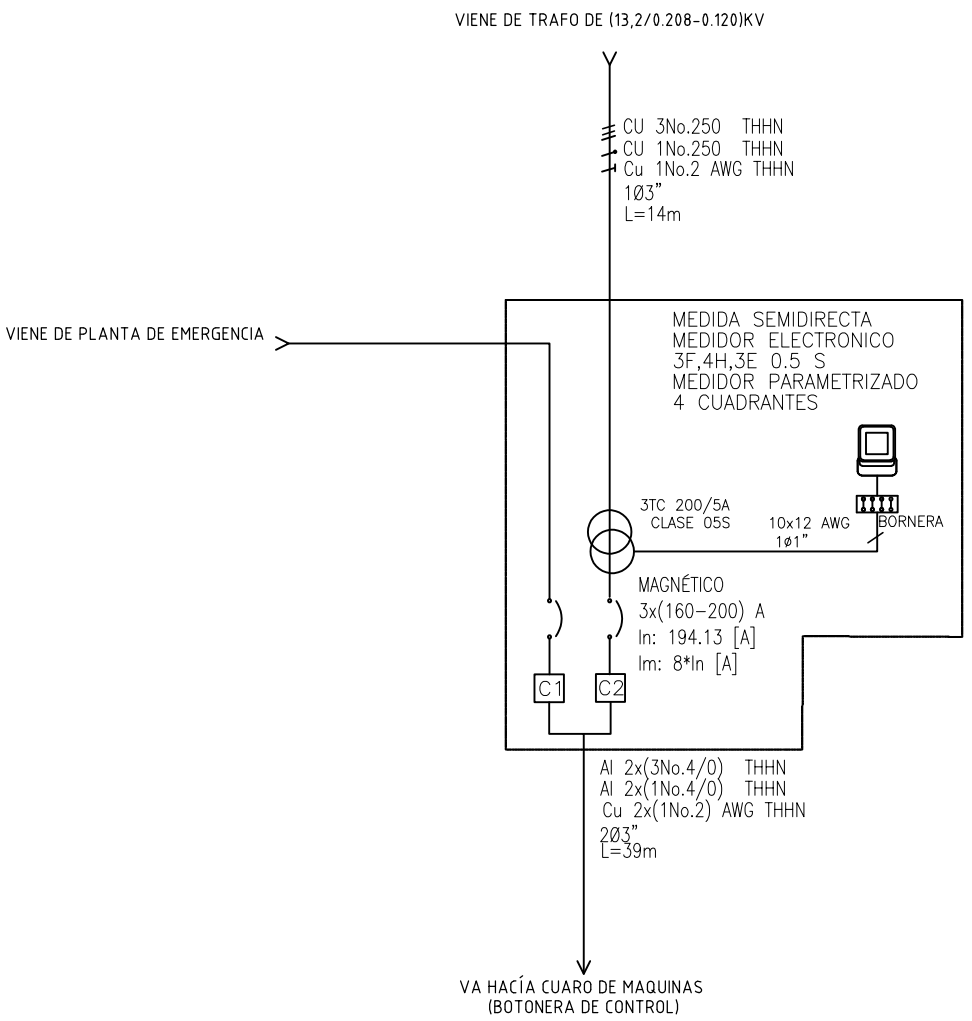 VIENE DE TRAFO DE (13,2/0.208-0.120)KV
CU 3No.250 THHN
CU 1No.250 THHN
Cu 1No.2 AWG THHN
1Ø3"
L=14m
VIENE DE PLANTA DE EMERGENCIA
MEDIDA SEMIDIRECTA
MEDIDOR ELECTRONICO
3F,4H,3E 0.5 S
MEDIDOR PARAMETRIZADO
4 CUADRANTES
3TC 200/5A
CLASE 05S
10x12 AWG
1ø1"
BORNERA
MAGNÉTICO
3x(160-200) A
In: 194.13 [A]
Im: 8*In [A]
C1
C2
Al 2x(3No.4/0) THHN
Al 2x(1No.4/0) THHN
Cu 2x(1No.2) AWG THHN
2Ø3"
L=39m
VA HACÍA CUARO DE MAQUINAS
(BOTONERA DE CONTROL)